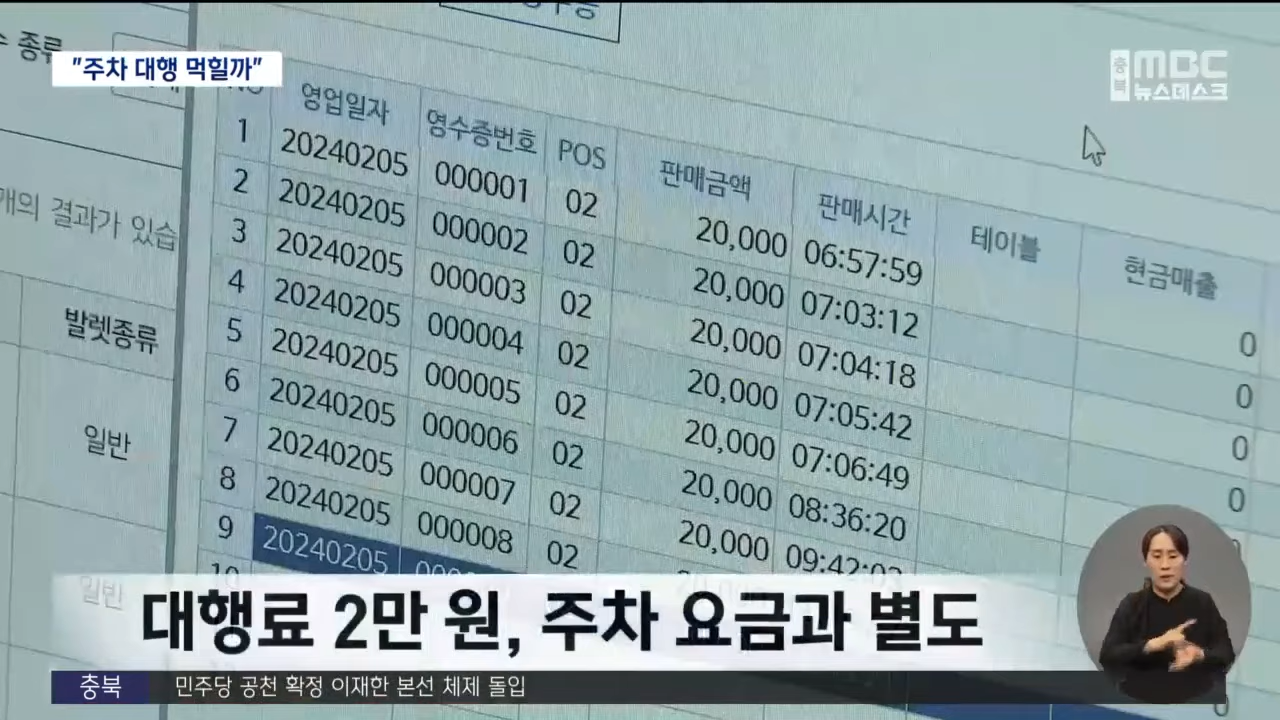 "주차 대행 먹힐까"
충북 MBC
뉴스데스크
영업일자 영수증번호 POS 판매금액 판매시간 테이블 현금매출
1 20240205 000001 02 20,000 06:57:59 0
2 20240205 000002 02 20,000 07:03:12 0
3 20240205 000003 02 20,000 07:04:18 0
4 20240205 000004 02 20,000 07:05:42 0
5 20240205 000005 02 20,000 07:06:49
6 20240205 000006 02 20,000 08:36:20
7 20240205 000007 02 20,000
8 20240205 000008 02
9 20240205
개의 결과가 있습
발렛종류
일반
일반
대행료 2만 원, 주차 요금과 별도
충북 민주당 공천 확정 이재한 본선 체제 돌입